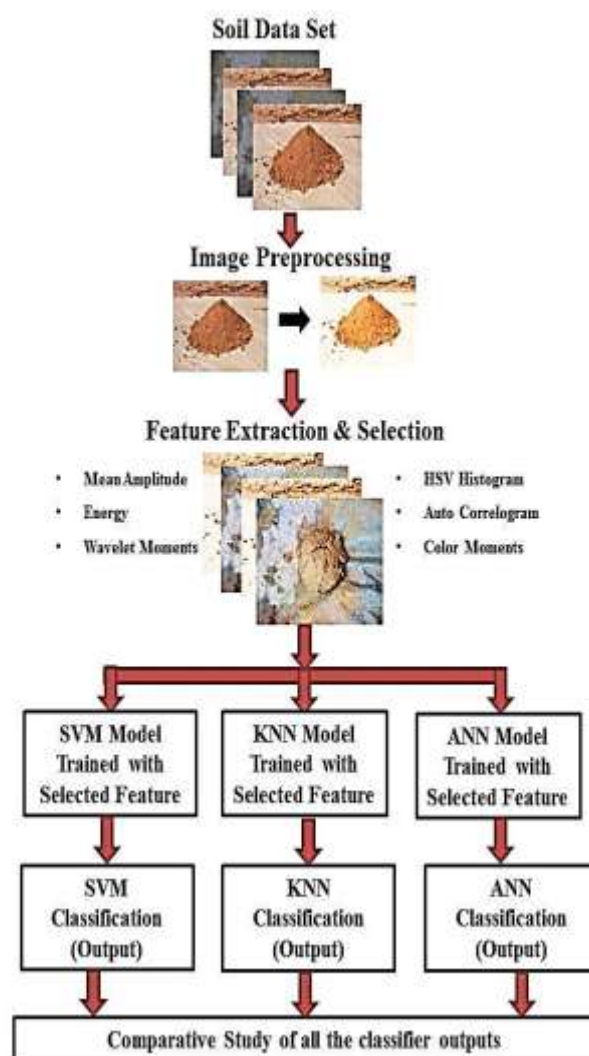 Soil Data Set
Image Preprocessing
Feature Extraction & Selection
• Mean Amplitude
• Energy
• Wavelet Moments
• HSV Histogram
• Auto Correlogram
• Color Moments
SVM Model
Trained with
Selected Feature
KNN Model
Trained with
Selected Feature
ANN Model
Trained with
Selected Feature
SVM
Classification
(Output)
KNN
Classification
(Output)
ANN
Classification
(Output)
Comparative Study of all the classifier outputs